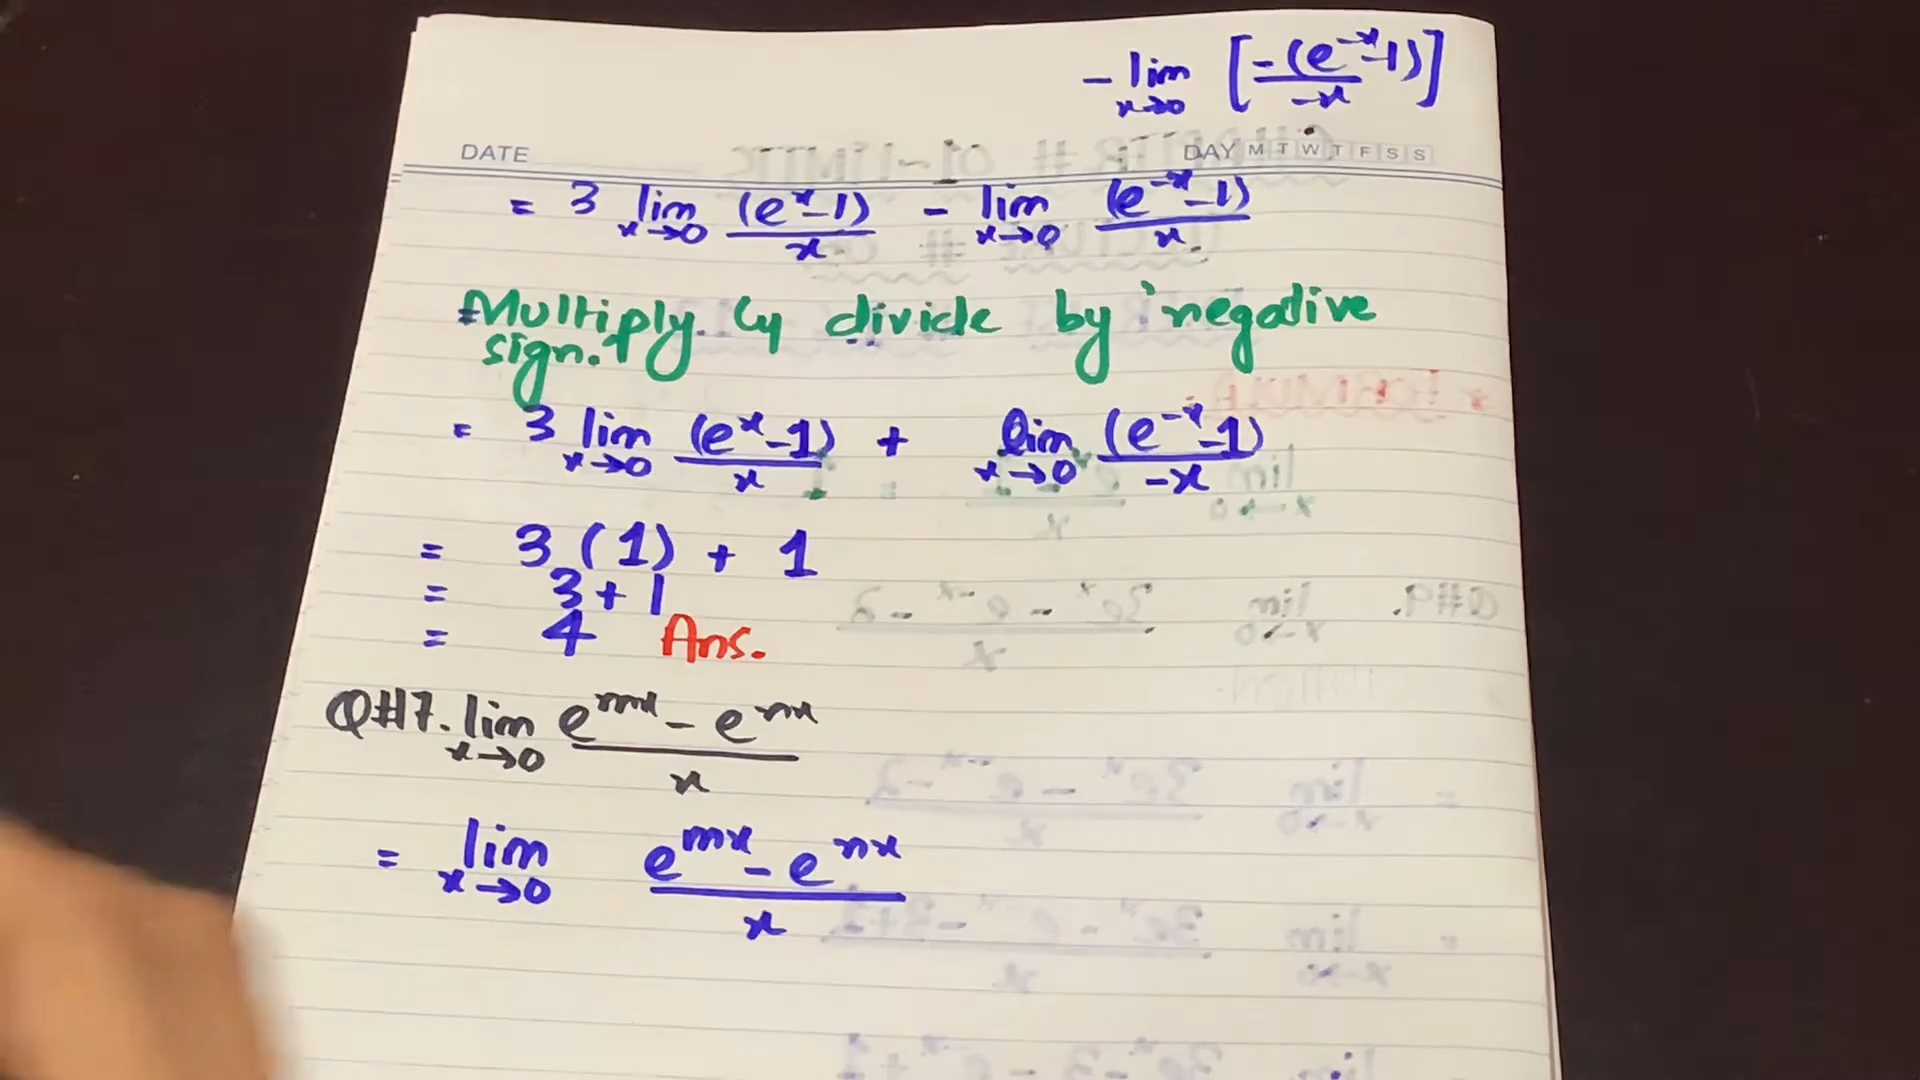 - lim x→0 [-(e^-x -1) / -x]
DATE DAY M T W T F S S
= 3 lim x→0 (e^x-1) / x - lim x→0 (e^-x -1) / x
Multiply & divide by negative
sign.
= 3 lim x→0 (e^x-1) / x + lim x→0 (e^-x-1) / -x
= 3 (1) + 1
= 3+1
= 4 Ans.
Q#7. lim x→0 e^mx - e^nx / x
= lim x→0 e^mx - e^nx / x